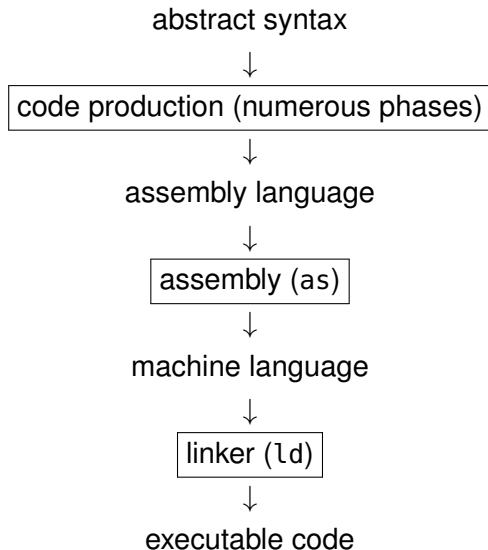 abstract syntax
↓
code production (numerous phases)
↓
assembly language
↓
assembly (as)
↓
machine language
↓
linker (ld)
↓
executable code